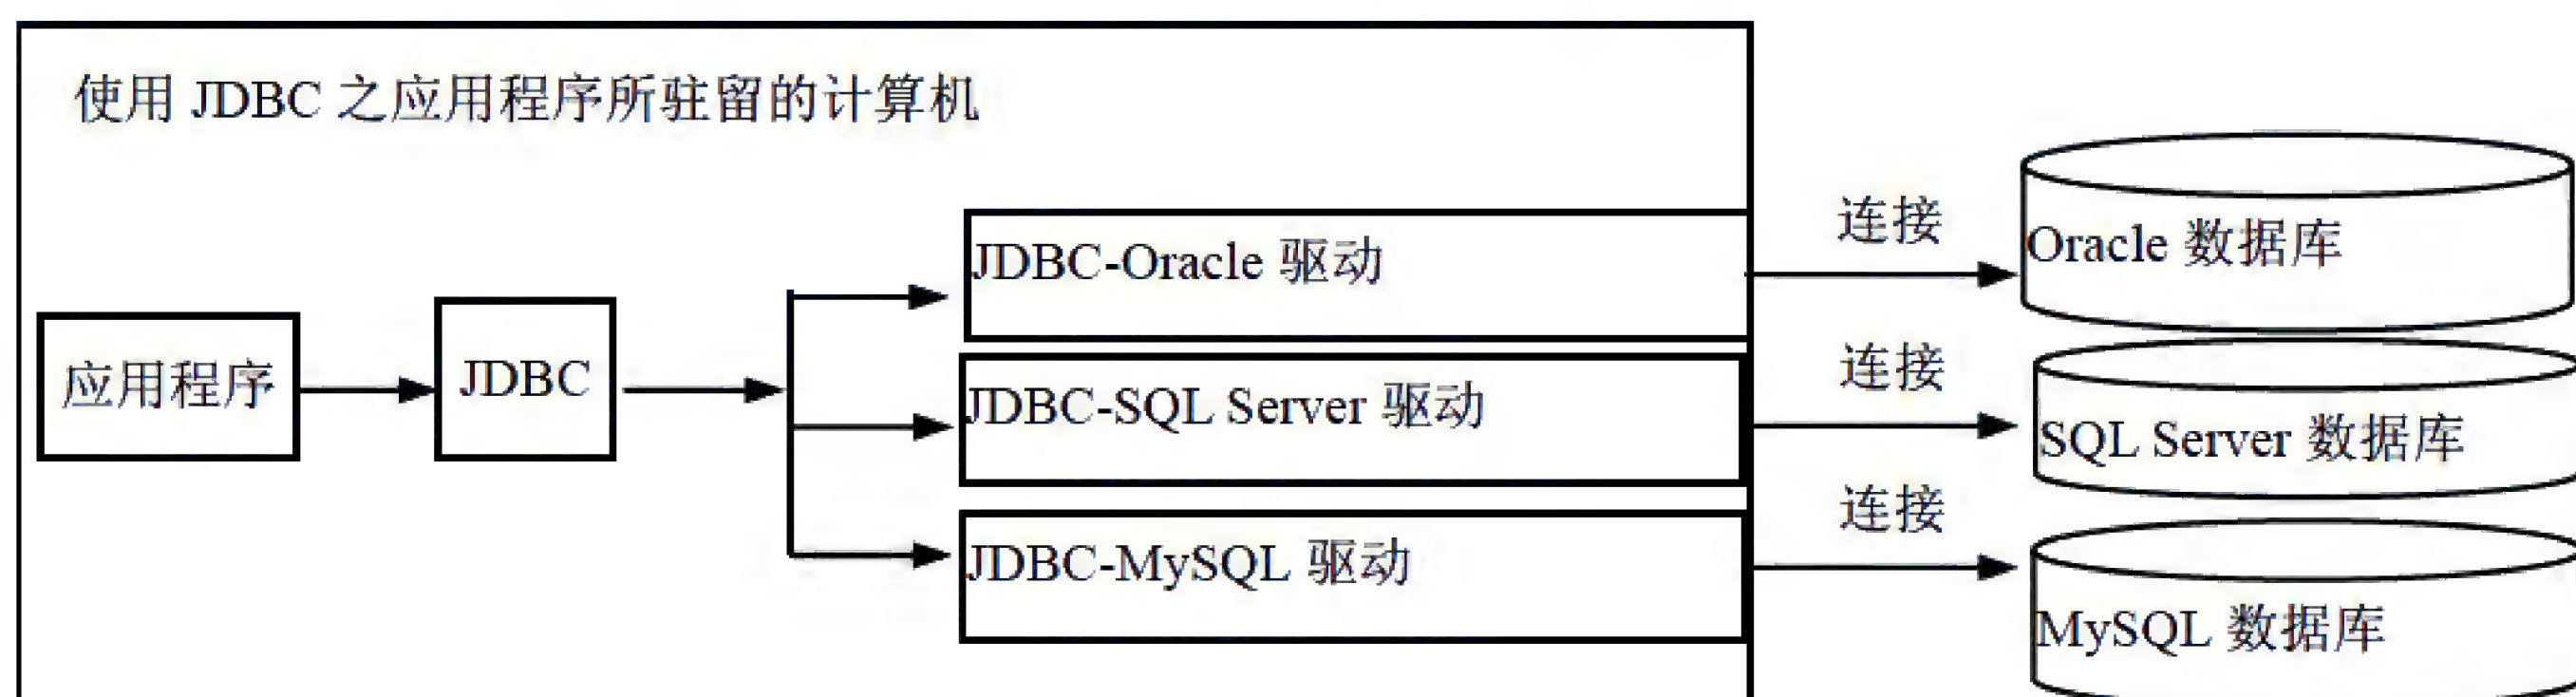 使用 JDBC 之应用程序所驻留的计算机
连接
Oracle 数据库
JDBC-Oracle 驱动
连接
应用程序
JDBC
JDBC-SQL Server 驱动
SQL Server 数据库
连接
JDBC-MySQL 驱动
MySQL 数据库